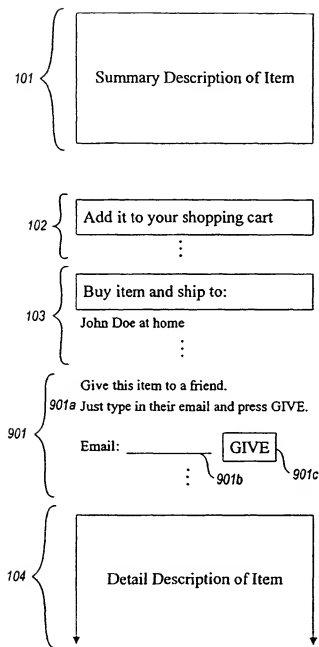 101
Summary Description of Item
102
Add it to your shopping cart
103
Buy item and ship to:
John Doe at home
901
Give this item to a friend.
901a Just type in their email and press GIVE.
Email: GIVE
901b
901c
104
Detail Description of Item